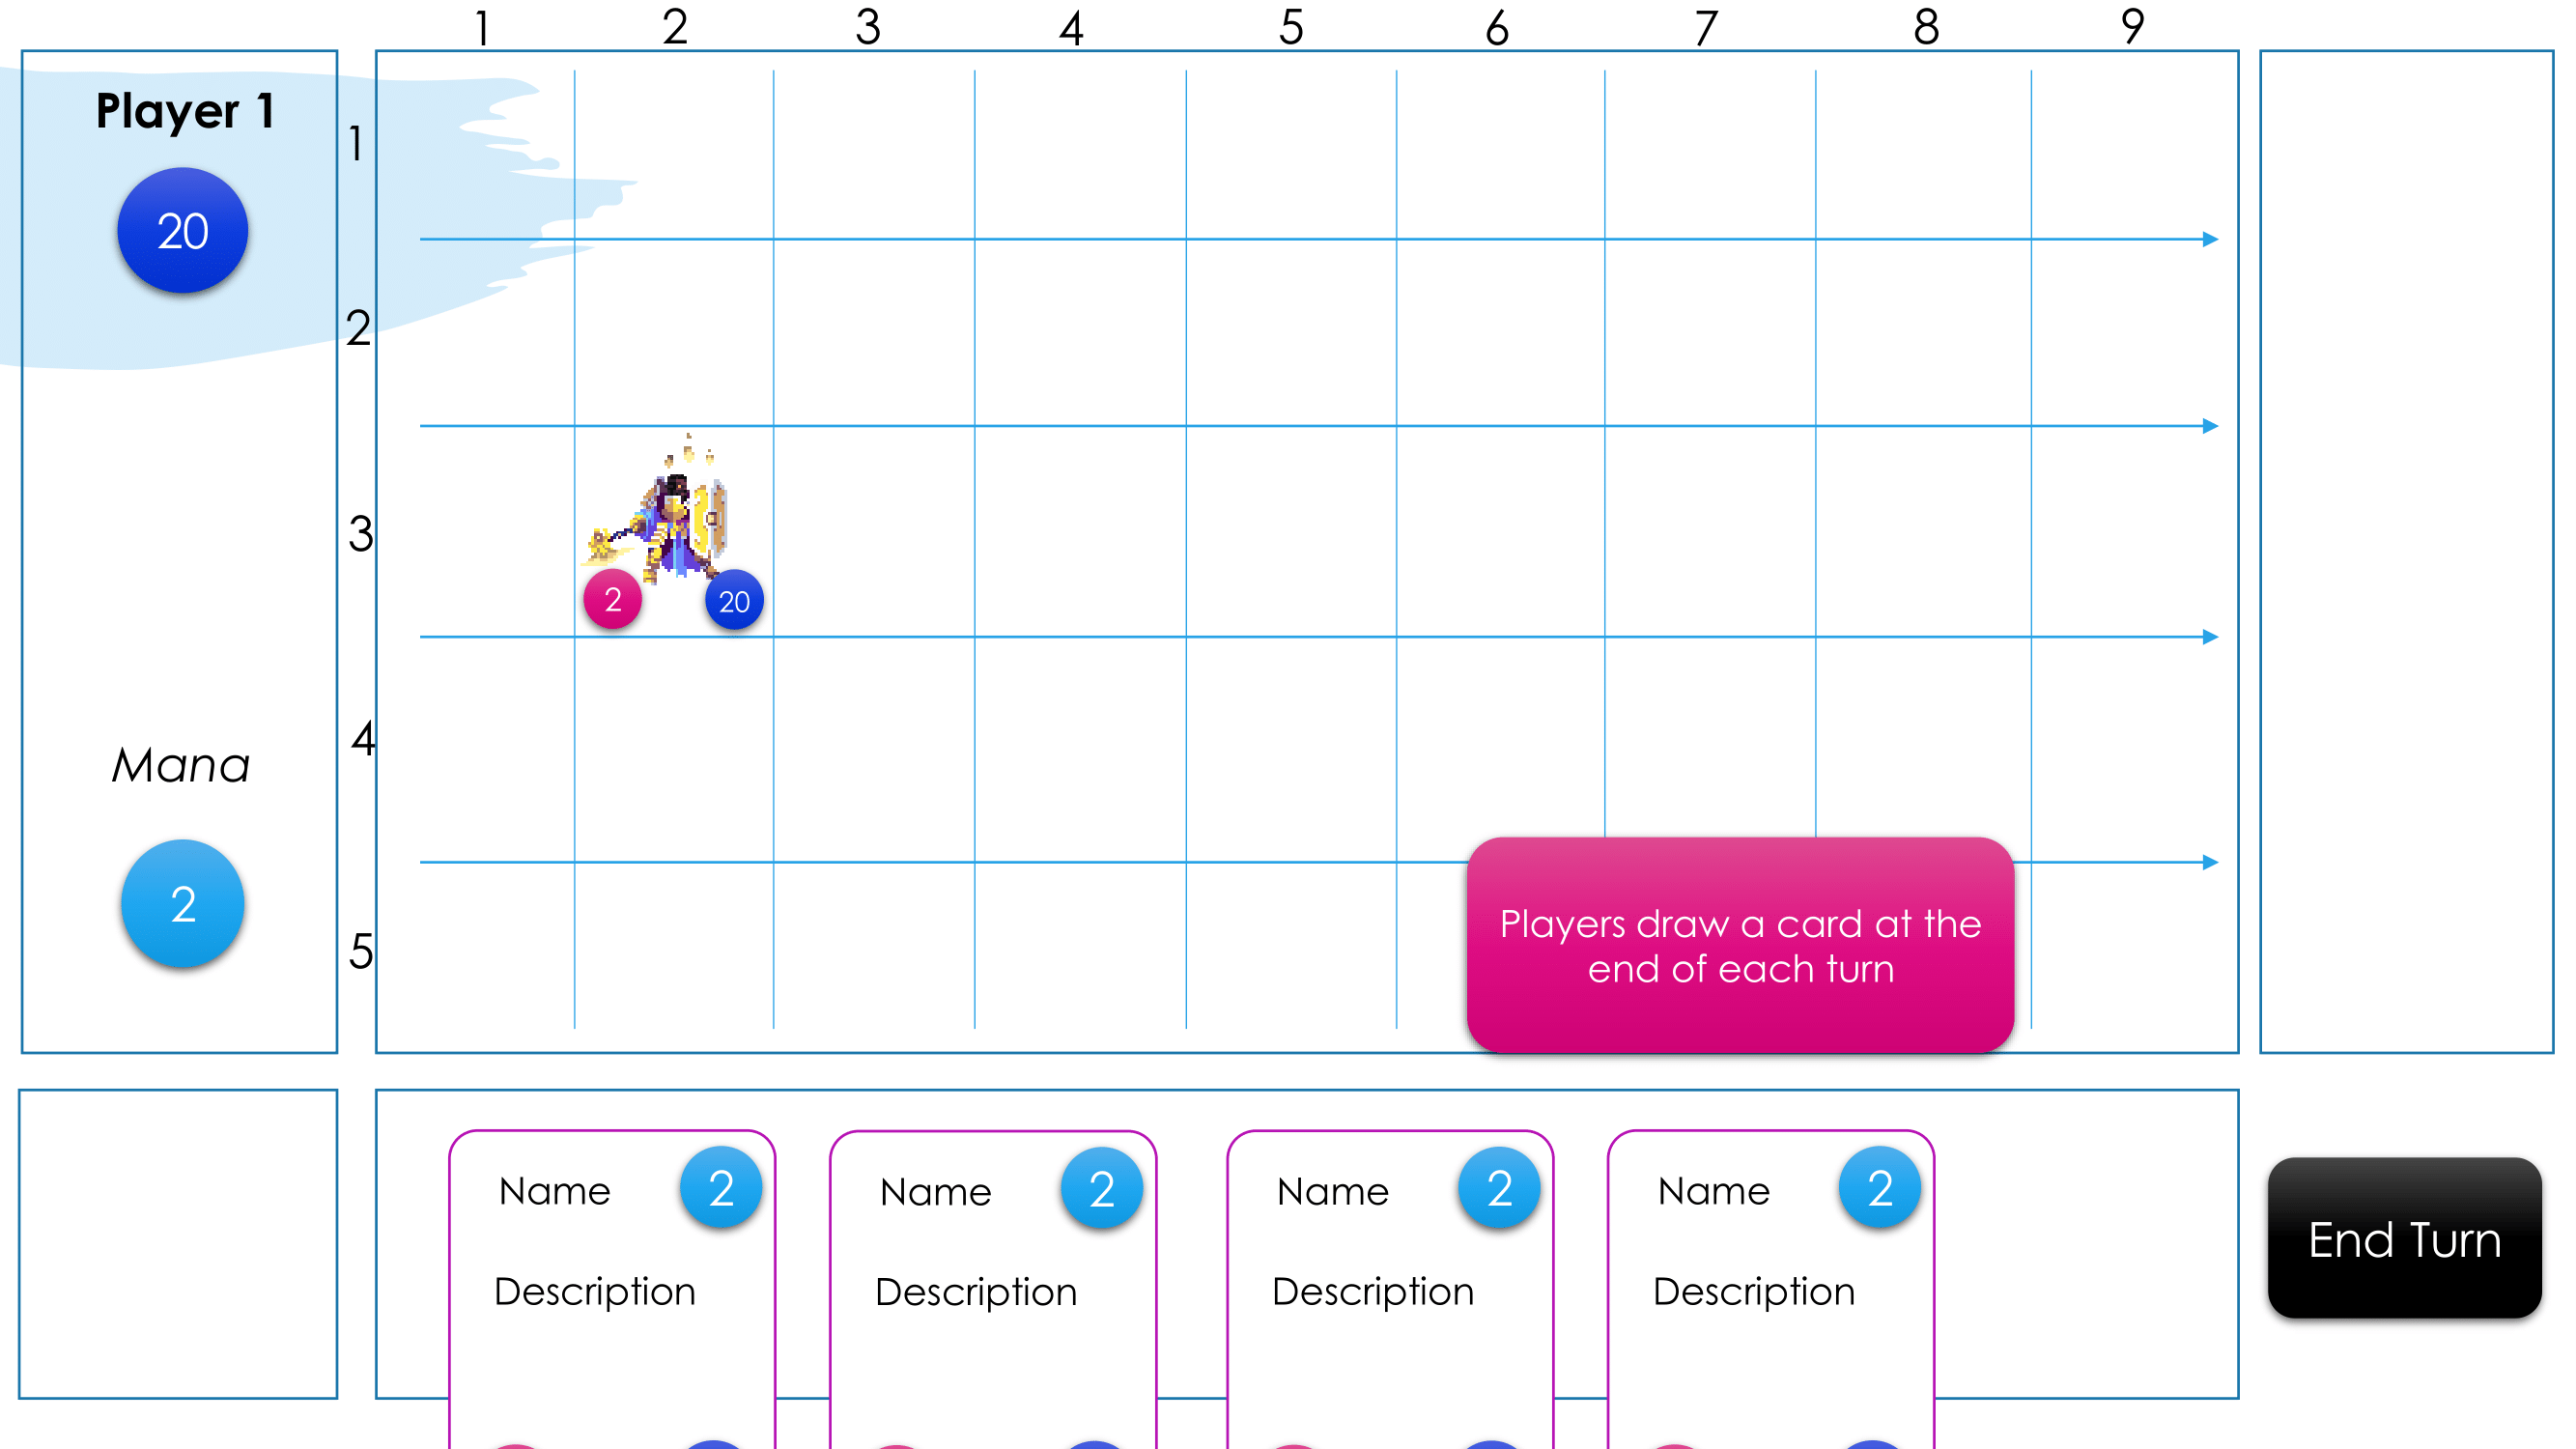 1 2 3 4 5 6 7 8 9
Player 1
20
1
2
3
2 20
4
Mana
2
5
Players draw a card at the
end of each turn
Name 2
Description
Name 2
Description
Name 2
Description
Name 2
Description
End Turn